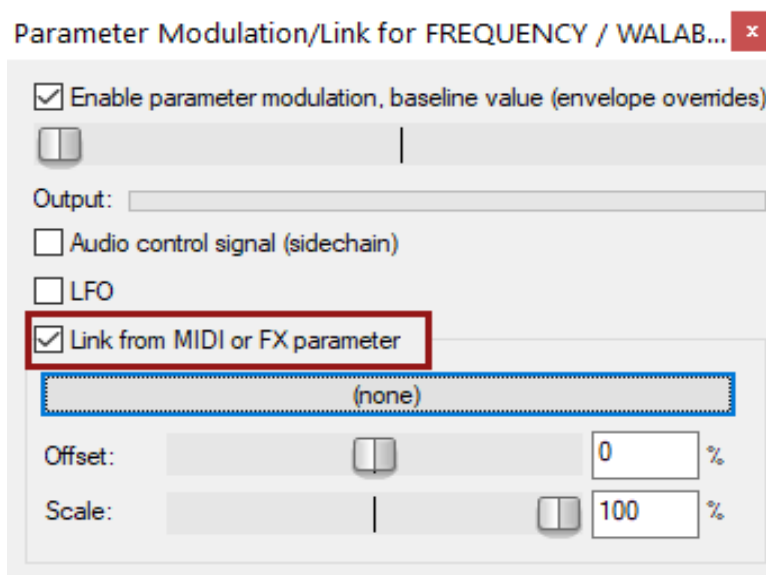 Parameter Modulation/Link for FREQUENCY / WALAB... x
Enable parameter modulation, baseline value (envelope overrides)
Output:
Audio control signal (sidechain)
LFO
Link from MIDI or FX parameter
(none)
Offset: 0 %
Scale: 100 %